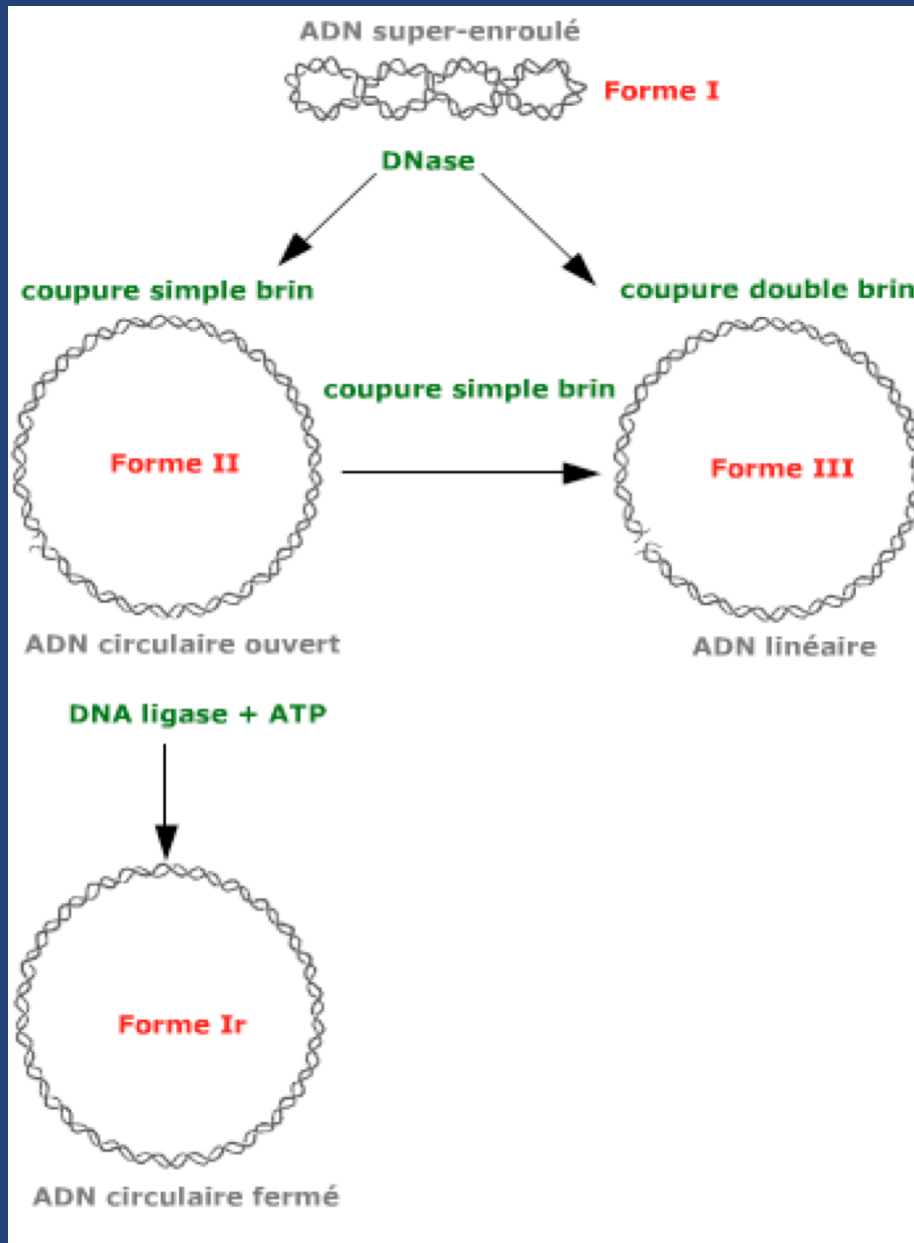 ADN super-enroulé
Forme I
DNase
coupure simple brin
coupure double brin
coupure simple brin
Forme II
Forme III
ADN circulaire ouvert
ADN linéaire
DNA ligase + ATP
Forme Ir
ADN circulaire fermé